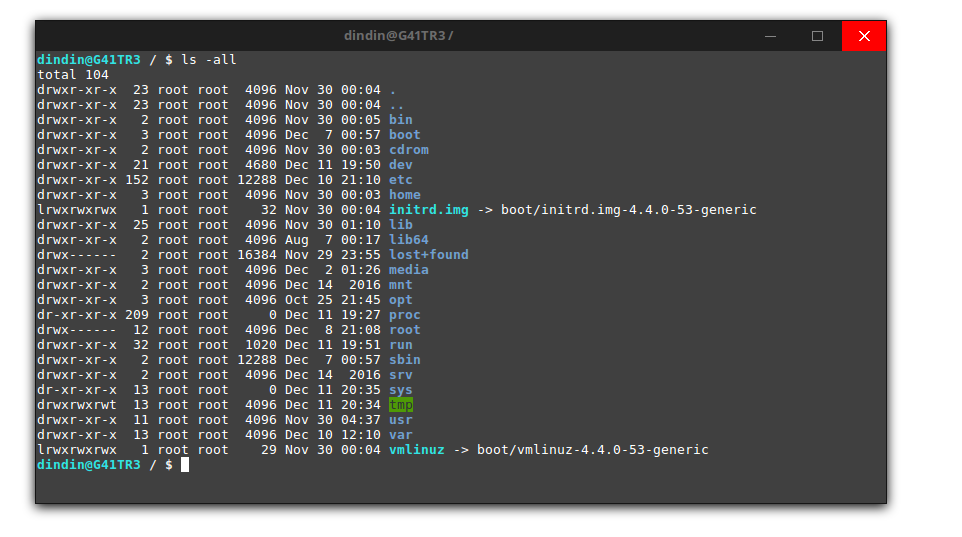 dindin@G41TR3 /
dindin@G41TR3 / $ ls -all
total 104
drwxr-xr-x  23 root root  4096 Nov 30 00:04 .
drwxr-xr-x  23 root root  4096 Nov 30 00:04 ..
drwxr-xr-x   2 root root  4096 Nov 30 00:05 bin
drwxr-xr-x   3 root root  4096 Dec  7 00:57 boot
drwxr-xr-x   2 root root  4096 Nov 30 00:03 cdrom
drwxr-xr-x  21 root root  4680 Dec 11 19:50 dev
drwxr-xr-x 152 root root 12288 Dec 10 21:10 etc
drwxr-xr-x   3 root root  4096 Nov 30 00:03 home
lrwxrwxrwx   1 root root    32 Nov 30 00:04 initrd.img -> boot/initrd.img-4.4.0-53-generic
drwxr-xr-x  25 root root  4096 Nov 30 01:10 lib
drwxr-xr-x   2 root root  4096 Aug  7 00:17 lib64
drwx------   2 root root 16384 Nov 29 23:55 lost+found
drwxr-xr-x   3 root root  4096 Dec  2 01:26 media
drwxr-xr-x   2 root root  4096 Dec 14  2016 mnt
drwxr-xr-x   3 root root  4096 Oct 25 21:45 opt
dr-xr-xr-x 209 root root     0 Dec 11 19:27 proc
drwx------  12 root root  4096 Dec  8 21:08 root
drwxr-xr-x  32 root root  1020 Dec 11 19:51 run
drwxr-xr-x   2 root root 12288 Dec  7 00:57 sbin
drwxr-xr-x   2 root root  4096 Dec 14  2016 srv
dr-xr-xr-x  13 root root     0 Dec 11 20:35 sys
drwxrwxrwt  13 root root  4096 Dec 11 20:34 tmp
drwxr-xr-x  11 root root  4096 Nov 30 04:37 usr
drwxr-xr-x  13 root root  4096 Dec 10 12:10 var
lrwxrwxrwx   1 root root    29 Nov 30 00:04 vmlinuz -> boot/vmlinuz-4.4.0-53-generic
dindin@G41TR3 / $